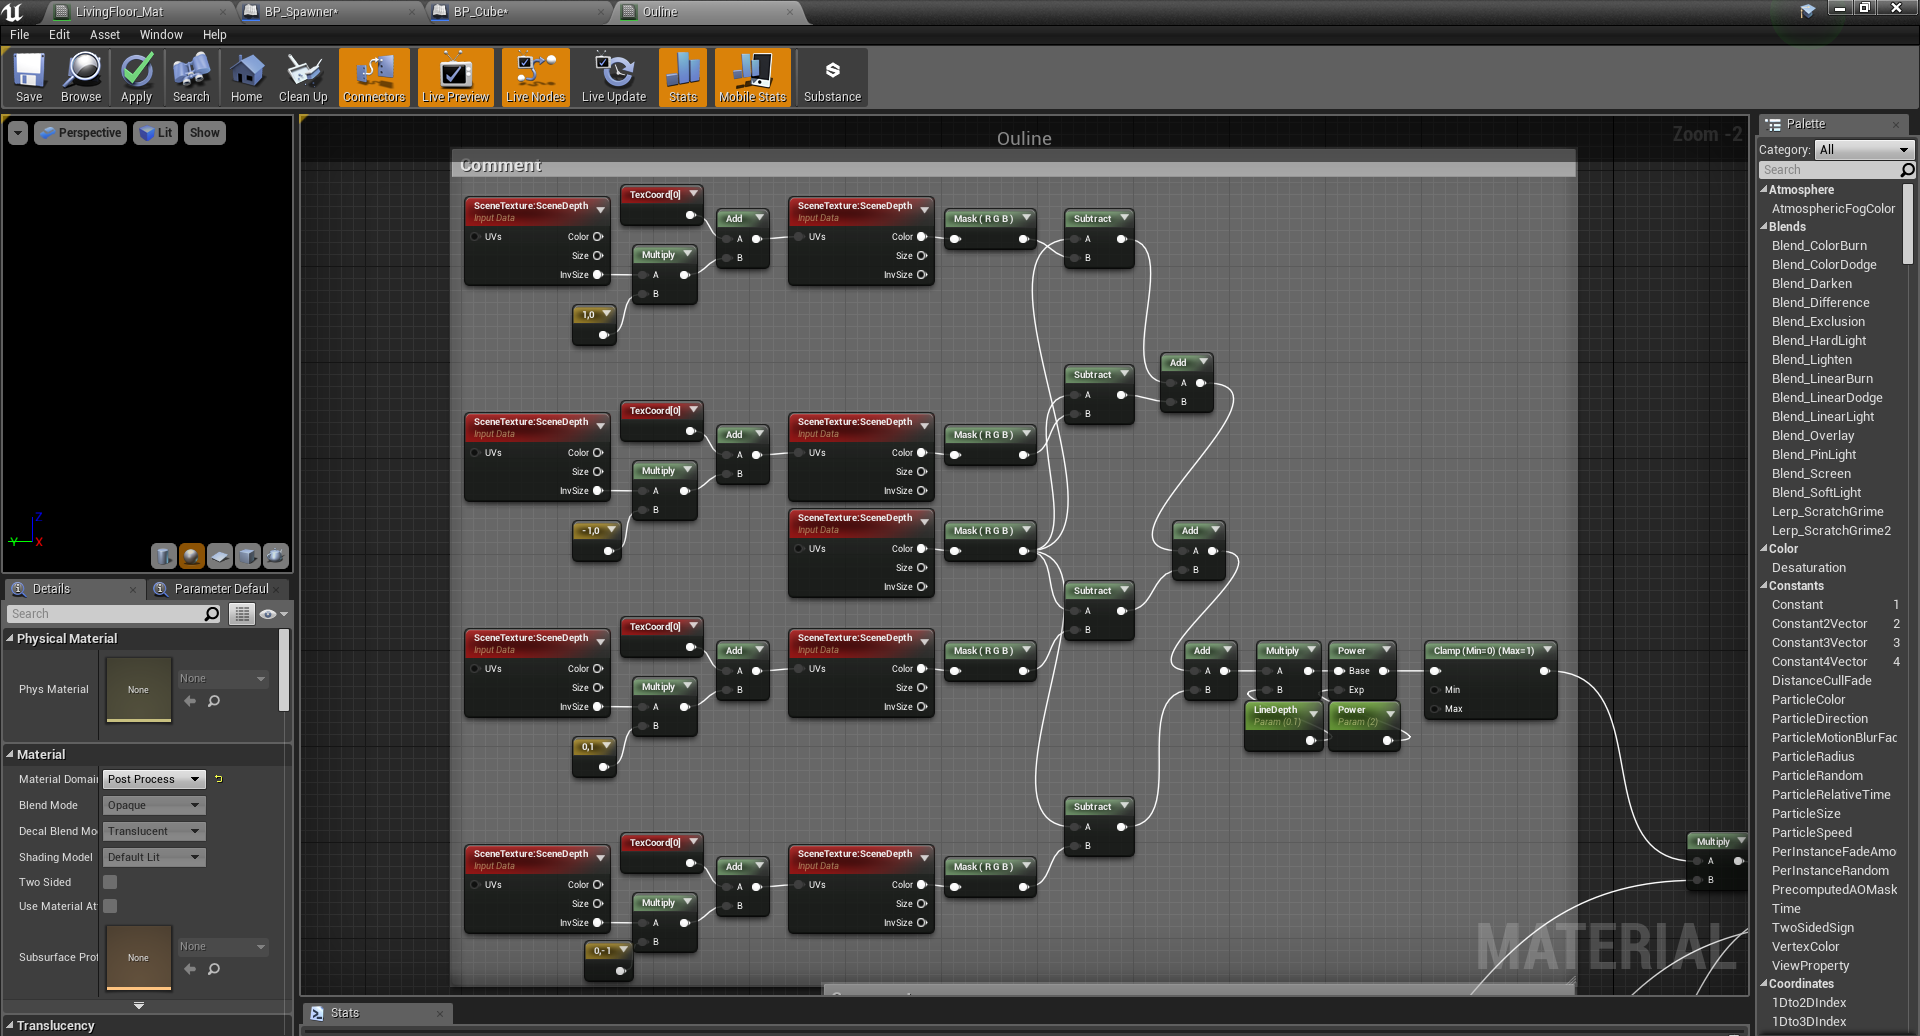 LivingFloor_Mat
BP_Spawner*
BP_Cube*
Ouline
File Edit Asset Window Help
Save Browse Apply Search Home Clean Up Connectors Live Preview Live Nodes Live Update Stats Mobile Stats Substance
Perspective Lit Show
Z
Y X
Details
Parameter Defaul
Search
Physical Material
Phys Material
None
None
Material
Material Domai Post Process
Blend Mode Opaque
Decal Blend Mo Translucent
Shading Model Default Lit
Two Sided
Use Material At
Subsurface Prof
None
None
Translucency
Ouline
Zoom -2
Comment
SceneTexture:SceneDepth
Input Data
UVs Color
Size
InvSize
TexCoord[0]
Multiply
A
B
1,0
Add
A
B
SceneTexture:SceneDepth
Input Data
UVs Color
Size
InvSize
Mask ( R G B )
Subtract
A
B
SceneTexture:SceneDepth
Input Data
UVs Color
Size
InvSize
TexCoord[0]
Multiply
A
B
-1,0
Add
A
B
SceneTexture:SceneDepth
Input Data
UVs Color
Size
InvSize
Mask ( R G B )
Subtract
A
B
Add
A
B
SceneTexture:SceneDepth
Input Data
UVs Color
Size
InvSize
Mask ( R G B )
Add
A
B
SceneTexture:SceneDepth
Input Data
UVs Color
Size
InvSize
TexCoord[0]
Multiply
A
B
0,1
Add
A
B
SceneTexture:SceneDepth
Input Data
UVs Color
Size
InvSize
Mask ( R G B )
Subtract
A
B
Add
A
B
Multiply
A
B
Power
Base
Exp
Clamp (Min=0) (Max=1)
Min
Max
LineDepth
Param (0.1)
Power
Param (2)
SceneTexture:SceneDepth
Input Data
UVs Color
Size
InvSize
TexCoord[0]
Multiply
A
B
0,-1
Add
A
B
SceneTexture:SceneDepth
Input Data
UVs Color
Size
InvSize
Mask ( R G B )
Subtract
A
B
Multiply
A
B
MATERIAL
Stats
Palette
Category: All
Search
Atmosphere
AtmosphericFogColor
Blends
Blend_ColorBurn
Blend_ColorDodge
Blend_Darken
Blend_Difference
Blend_Exclusion
Blend_HardLight
Blend_Lighten
Blend_LinearBurn
Blend_LinearDodge
Blend_LinearLight
Blend_Overlay
Blend_PinLight
Blend_Screen
Blend_SoftLight
Lerp_ScratchGrime
Lerp_ScratchGrime2
Color
Desaturation
Constants
Constant 1
Constant2Vector 2
Constant3Vector 3
Constant4Vector 4
DistanceCullFade
ParticleColor
ParticleDirection
ParticleMotionBlurFac
ParticleRadius
ParticleRandom
ParticleRelativeTime
ParticleSize
ParticleSpeed
PerInstanceFadeAmo
PerInstanceRandom
PrecomputedAOMask
Time
TwoSidedSign
VertexColor
ViewProperty
Coordinates
1Dto2DIndex
1Dto3DIndex